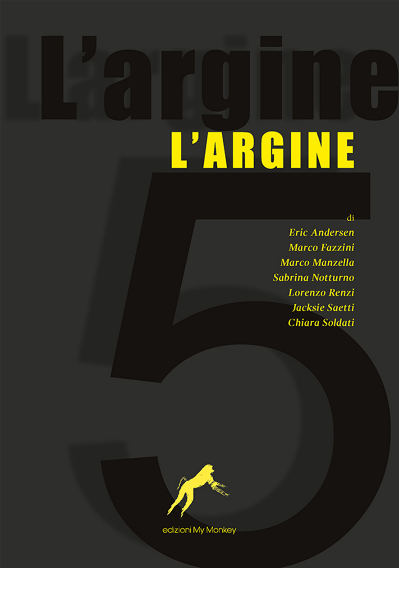 L'argine
L'ARGINE
5
di
Eric Andersen
Marco Fazzini
Marco Manzella
Sabrina Notturno
Lorenzo Renzi
Jacksie Saetti
Chiara Soldati
edizioni My Monkey